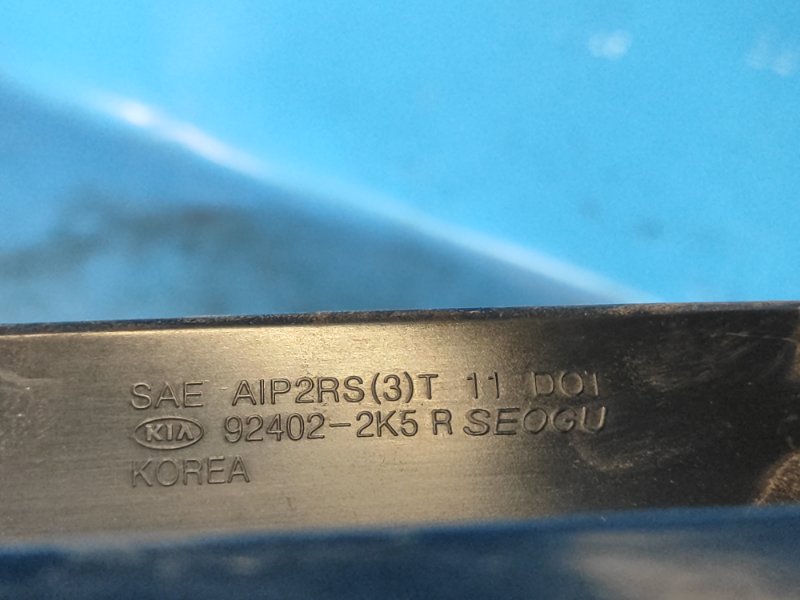 SAE AIP2RS(3)T 11 DOT
KIA 92402-2K5 R SEOGU
KOREA